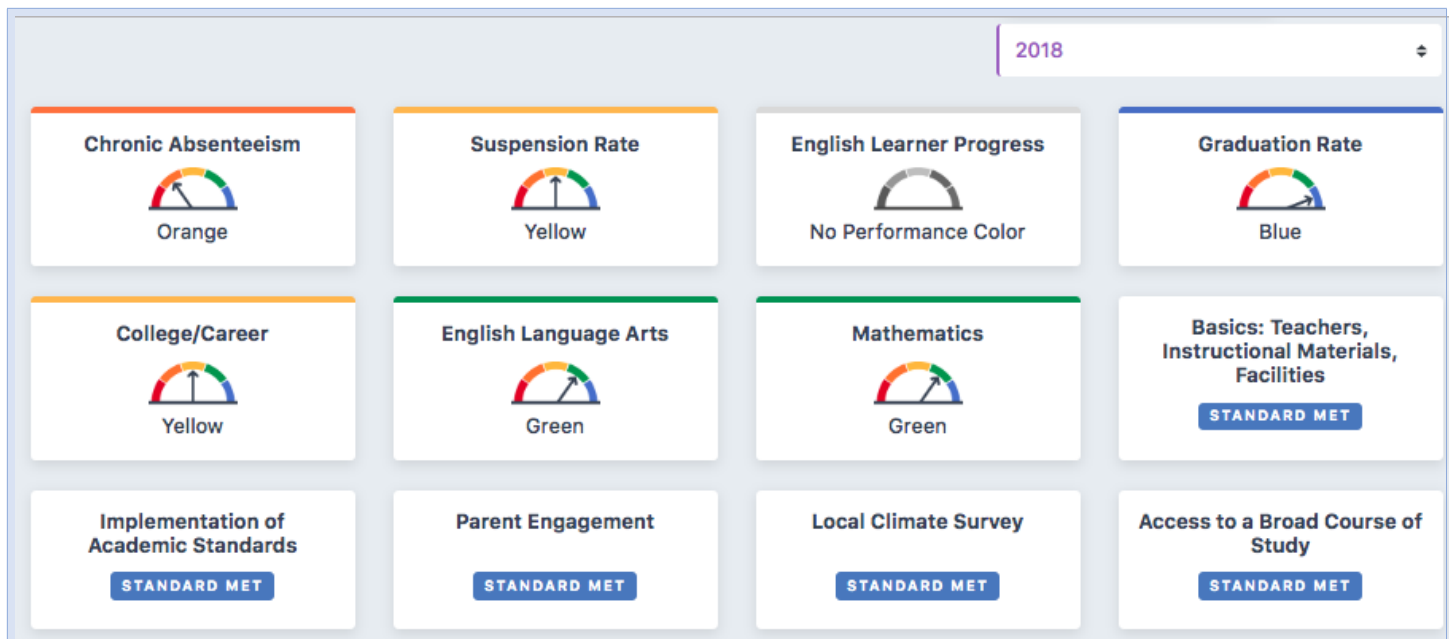 2018
Chronic Absenteeism
Orange
Suspension Rate
Yellow
English Learner Progress
No Performance Color
Graduation Rate
Blue
College/Career
Yellow
English Language Arts
Green
Mathematics
Green
Basics: Teachers,
Instructional Materials,
Facilities
STANDARD MET
Implementation of
Academic Standards
STANDARD MET
Parent Engagement
STANDARD MET
Local Climate Survey
STANDARD MET
Access to a Broad Course of
Study
STANDARD MET